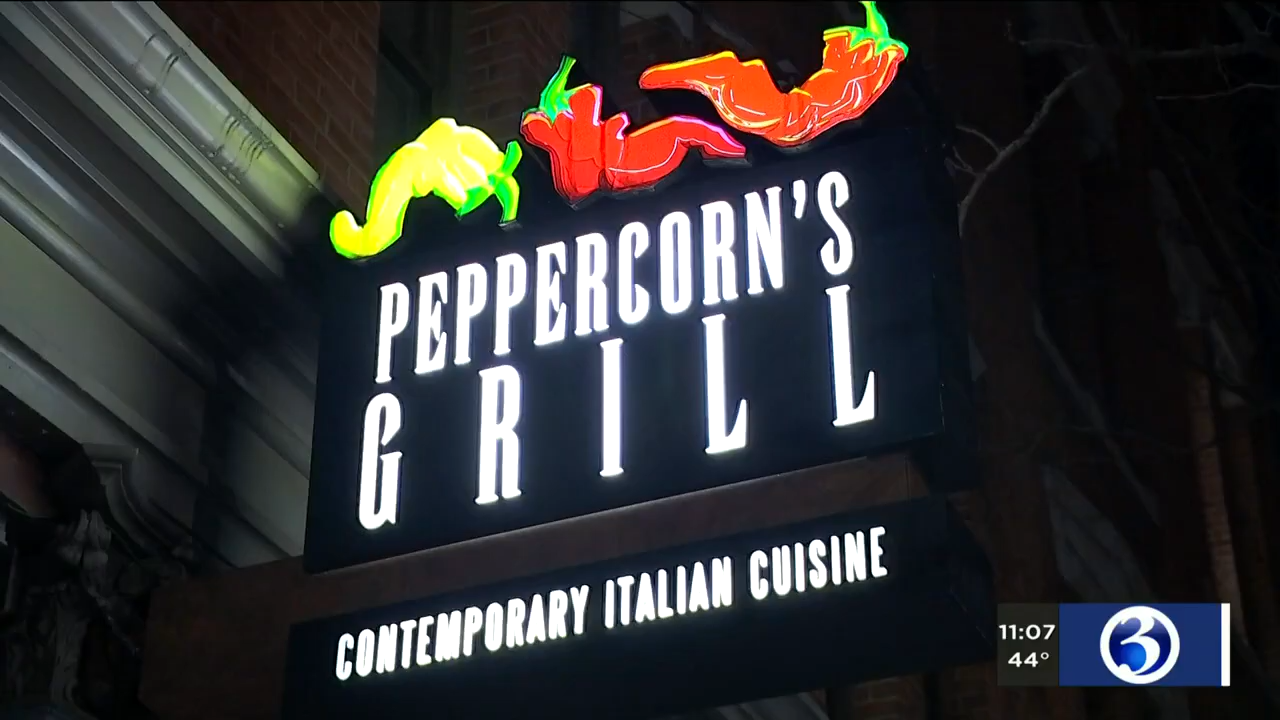 PEPPERCORN'S
GRILL
CONTEMPORARY ITALIAN CUISINE
11:07
44°
3